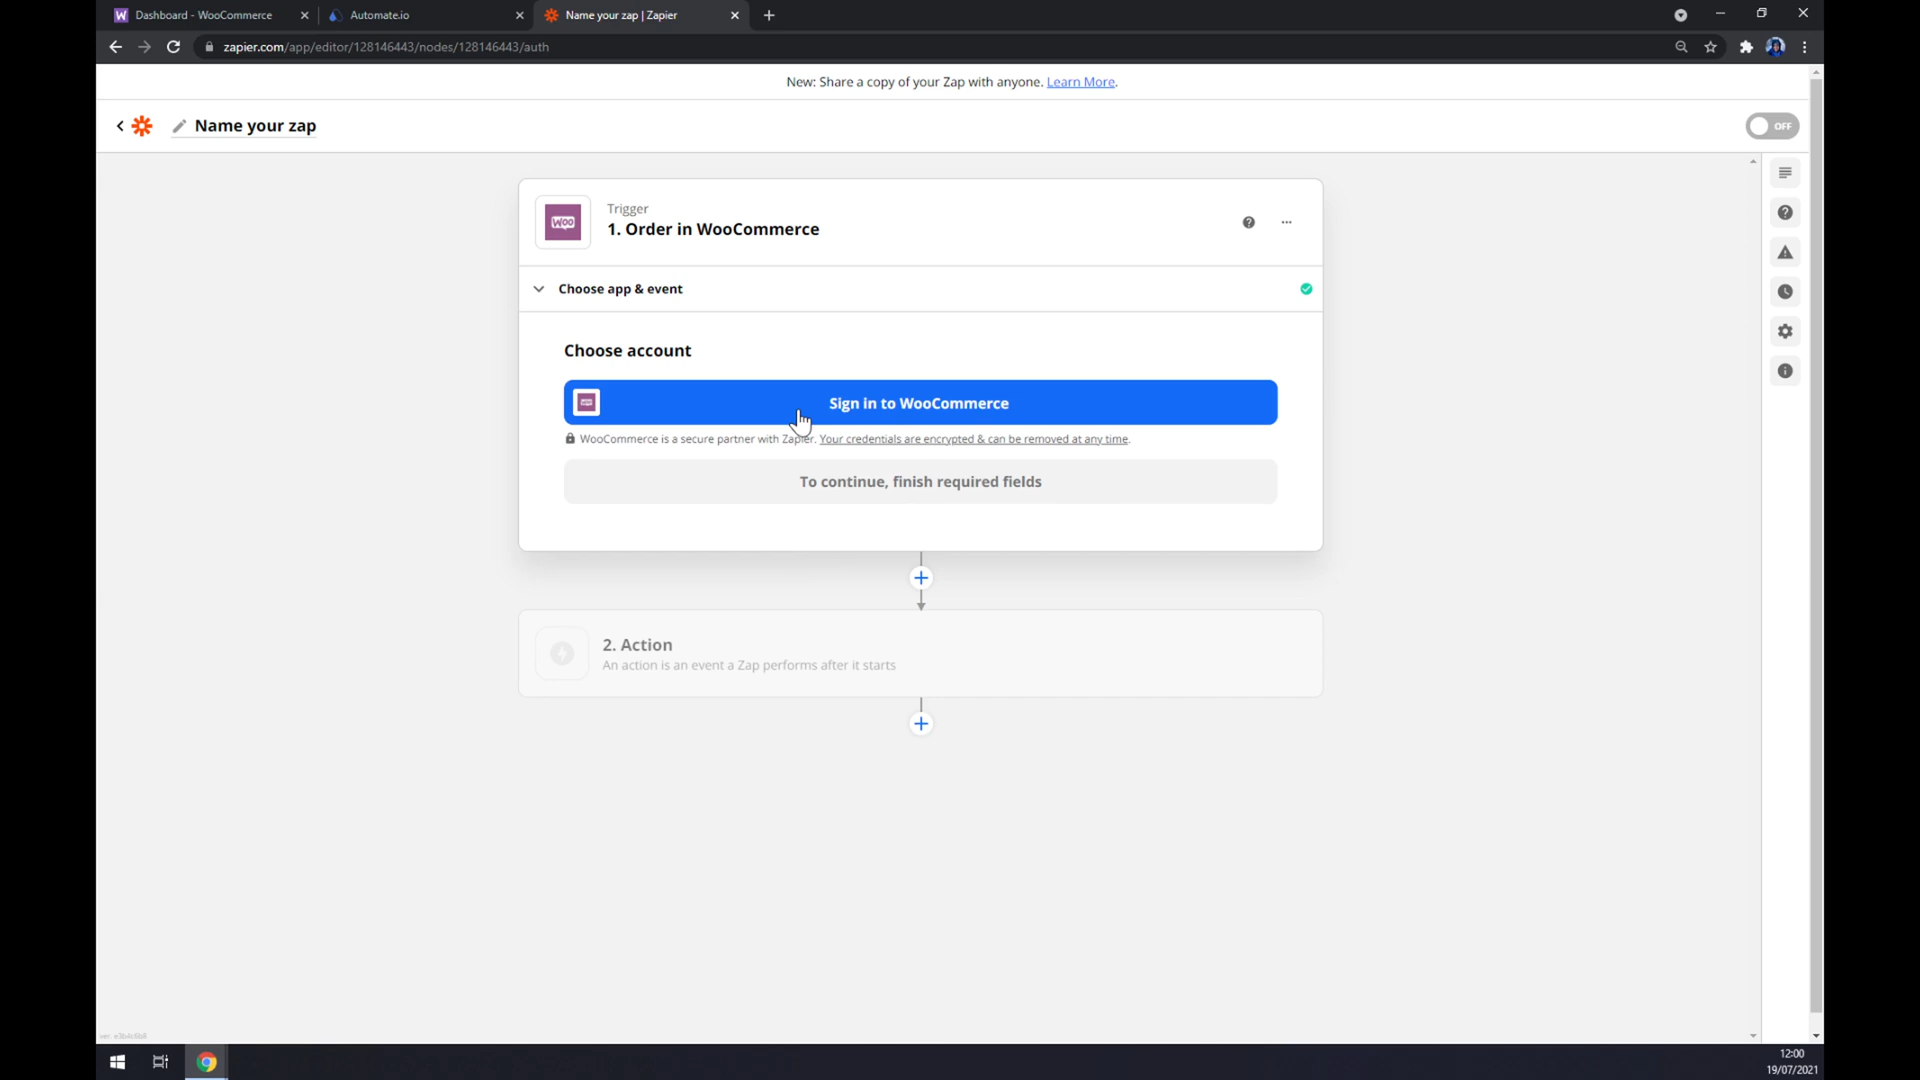 Dashboard - WooCommerce
Automate.io
Name your zap | Zapier
zapier.com/app/editor/128146443/nodes/128146443/auth
New: Share a copy of your Zap with anyone. Learn More.
Name your zap
OFF
woo
Trigger
1. Order in WooCommerce
Choose app & event
Choose account
Sign in to WooCommerce
WooCommerce is a secure partner with Zapier. Your credentials are encrypted & can be removed at any time.
To continue, finish required fields
2. Action
An action is an event a Zap performs after it starts
12:00
19/07/2021